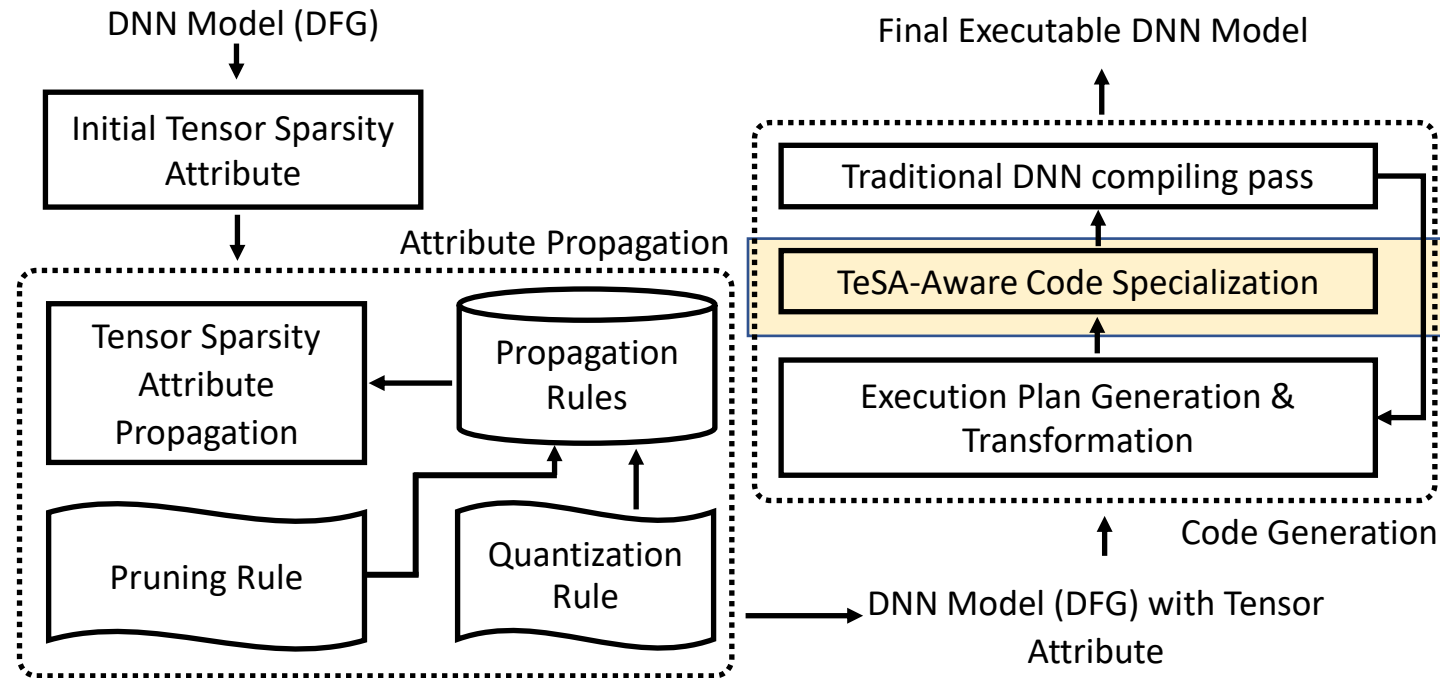 DNN Model (DFG)
Initial Tensor Sparsity
Attribute
Attribute Propagation
Tensor Sparsity
Attribute
Propagation
Propagation
Rules
Pruning Rule
Quantization
Rule
DNN Model (DFG) with Tensor
Attribute
Code Generation
Execution Plan Generation &
Transformation
TeSA-Aware Code Specialization
Traditional DNN compiling pass
Final Executable DNN Model